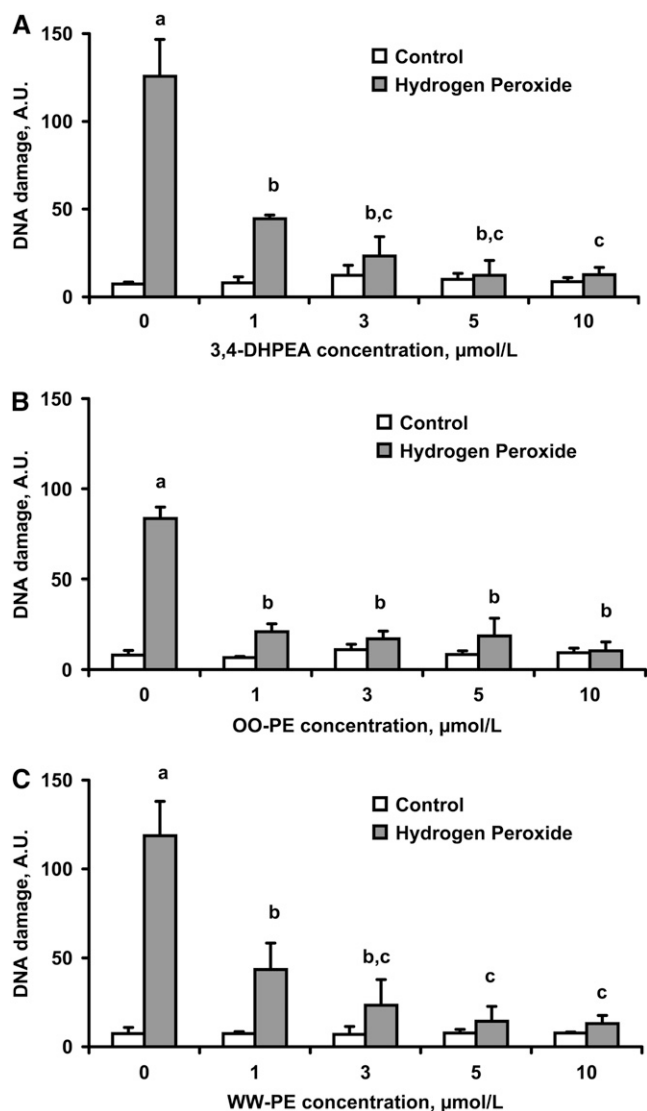 A
DNA damage, A.U.
150
100
50
0
a
b
b,c
b,c
c
Control
Hydrogen Peroxide
0 1 3 5 10
3,4-DHPEA concentration, µmol/L
B
DNA damage, A.U.
150
100
50
0
a
b
b
b
b
Control
Hydrogen Peroxide
0 1 3 5 10
OO-PE concentration, µmol/L
C
DNA damage, A.U.
150
100
50
0
a
b
b,c
c
c
Control
Hydrogen Peroxide
0 1 3 5 10
WW-PE concentration, µmol/L